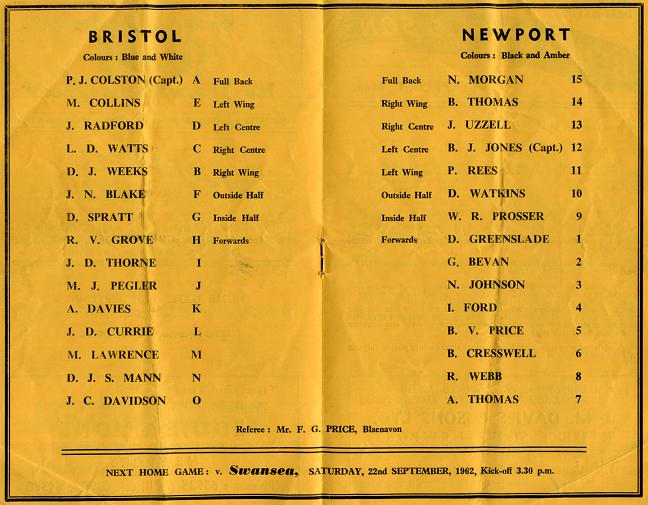 BRISTOL
Colours : Blue and White
P. J. COLSTON (Capt.) A Full Back
M. COLLINS E Left Wing
J. RADFORD D Left Centre
L. D. WATTS C Right Centre
D. J. WEEKS B Right Wing
J. N. BLAKE F Outside Half
D. SPRATT G Inside Half
R. V. GROVE H Forwards
J. D. THORNE I
M. J. PEGLER J
A. DAVIES K
J. D. CURRIE L
M. LAWRENCE M
D. J. S. MANN N
J. C. DAVIDSON O
NEWPORT
Colours : Black and Amber
Full Back N. MORGAN 15
Right Wing B. THOMAS 14
Right Centre J. UZZELL 13
Left Centre B. J. JONES (Capt.) 12
Left Wing P. REES 11
Outside Half D. WATKINS 10
Inside Half W. R. PROSSER 9
Forwards D. GREENSLADE 1
G. BEVAN 2
N. JOHNSON 3
I. FORD 4
B. V. PRICE 5
B. CRESSWELL 6
R. WEBB 8
A. THOMAS 7
Referee : Mr. F. G. PRICE, Blaenavon
NEXT HOME GAME : v. Swansea, SATURDAY, 22nd SEPTEMBER, 1962, Kick-off 3.30 p.m.